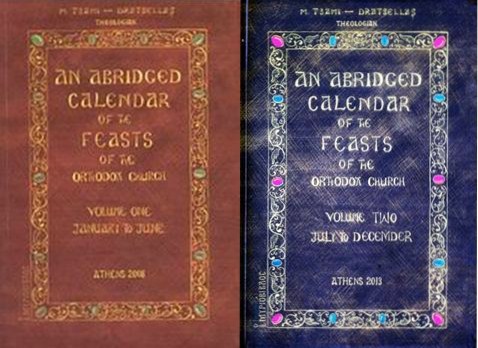 M. TSAMI — DRATSELLAS
THEOLOGIAN
AN ABRIDGED
CALENDAR
OF THE
FEASTS
OF THE
ORTHODOX CHURCH
VOLUME ONE
JANUARY TO JUNE
ATHENS 2008
M. TSAMI — DRATSELLAS
THEOLOGIAN
AN ABRIDGED
CALENDAR
OF THE
FEASTS
OF THE
ORTHODOX CHURCH
VOLUME TWO
JULY TO DECEMBER
ATHENS 2013